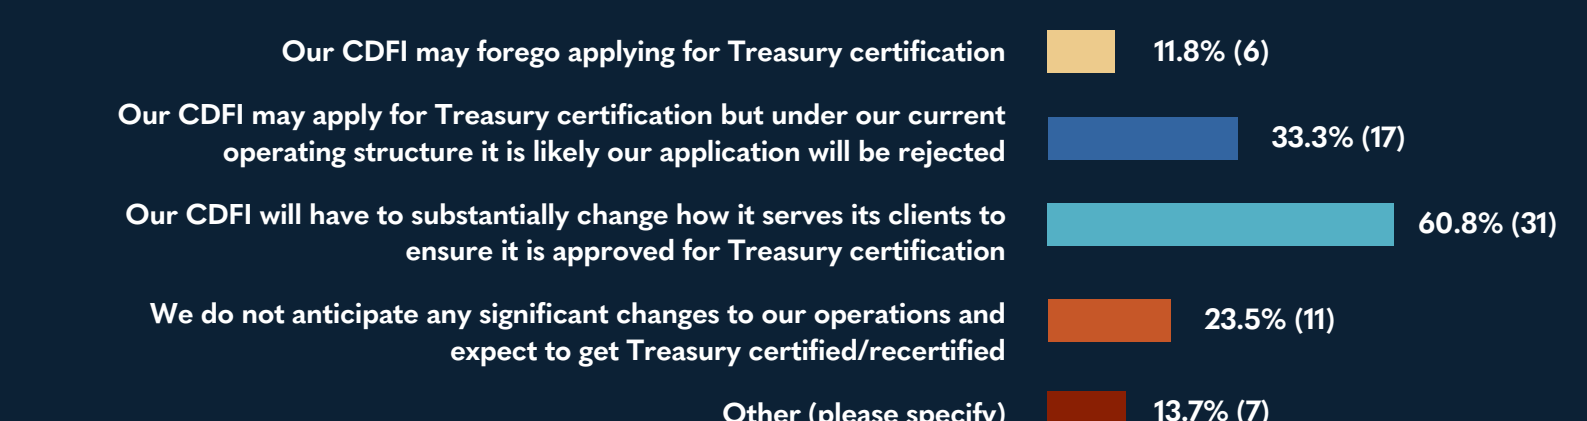 Our CDFI may forego applying for Treasury certification 11.8% (6)
Our CDFI may apply for Treasury certification but under our current
operating structure it is likely our application will be rejected
33.3% (17)
Our CDFI will have to substantially change how it serves its clients to
ensure it is approved for Treasury certification
60.8% (31)
We do not anticipate any significant changes to our operations and
expect to get Treasury certified/recertified
23.5% (11)
Other (please specify) 13.7% (7)